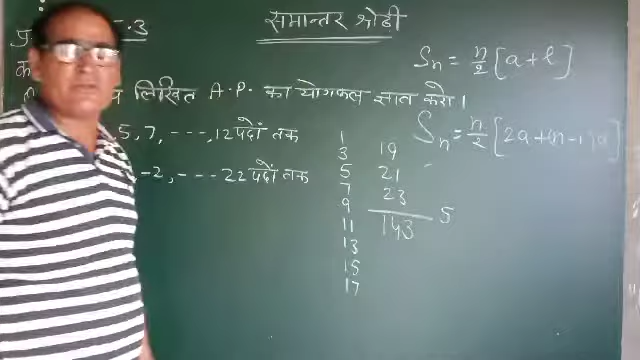 समान्तर श्रेढ़ी
.3
Sn = n/2 [a+l]
लिखित A.P. का योगफल ज्ञात करो।
Sn = n/2 [2a+(n-1)d]
5, 7, ---, 12 पदों तक
-2, --- 22 पदों तक
1
3 19
5 21
7 23
9 143 5
11
13
15
17